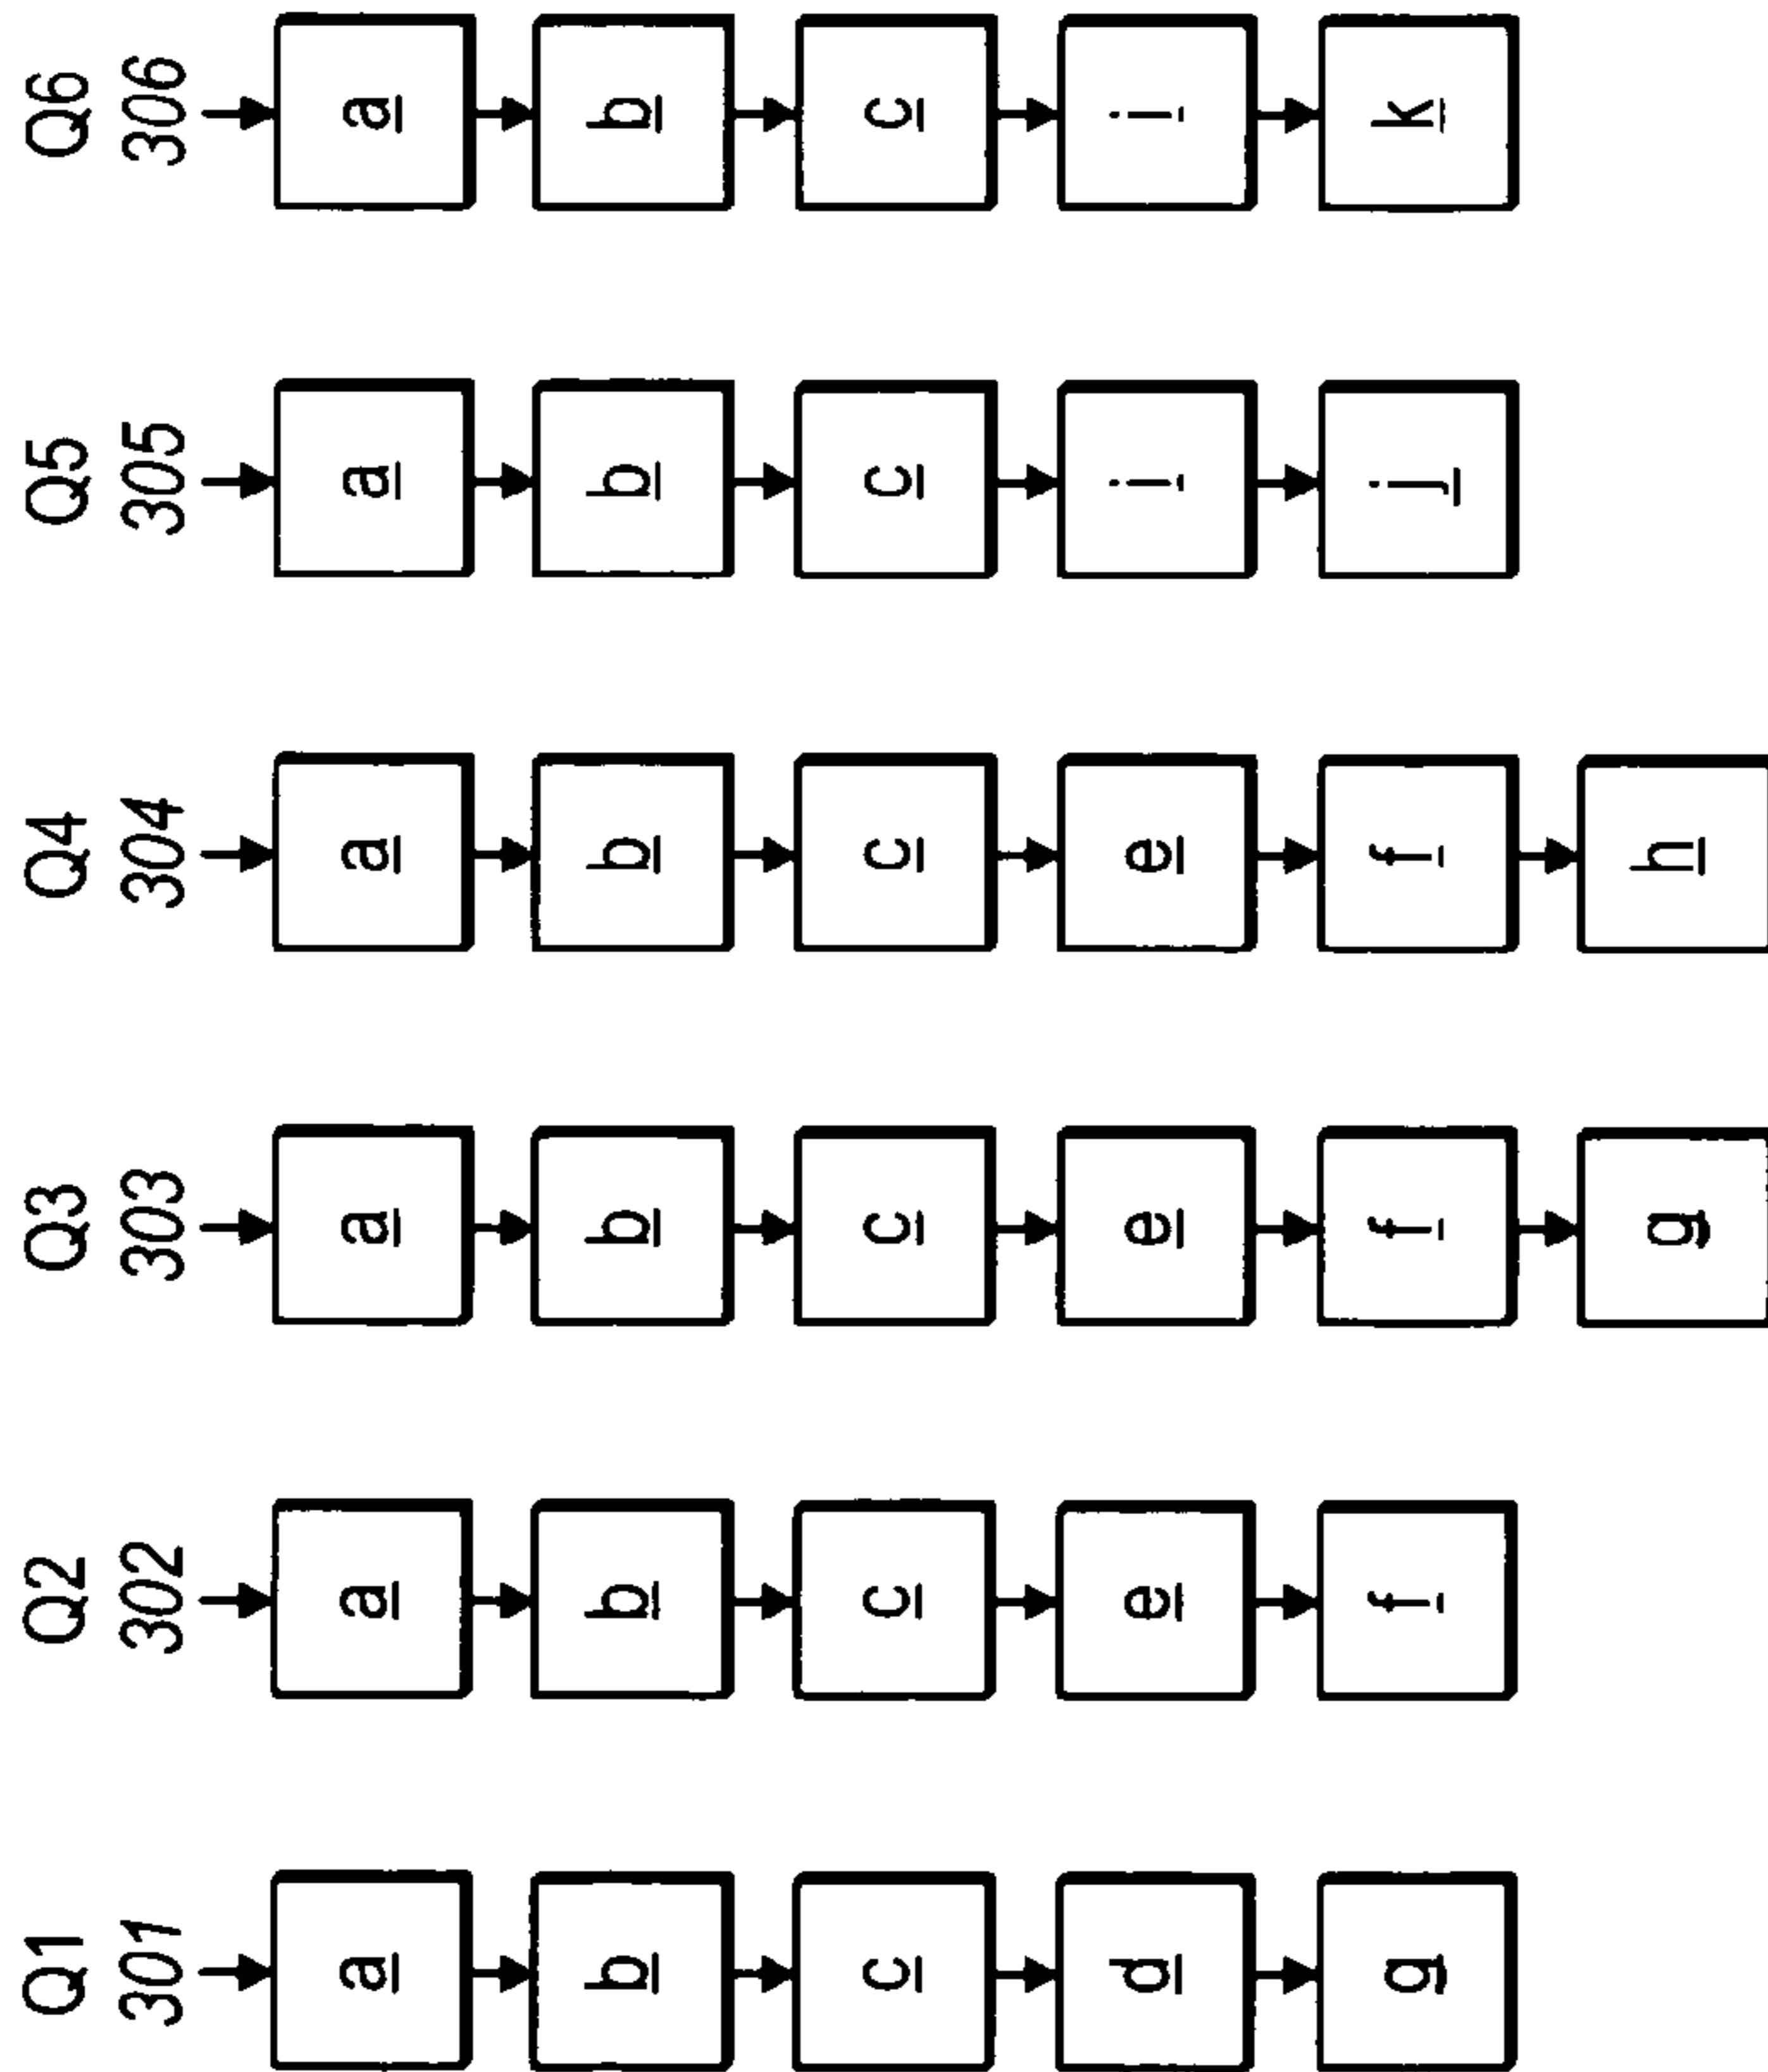 Q1 Q2 Q3 Q4 Q5 Q6
301 302 303 304 305 306
a a a a a a
b b b b b b
c c c c c c
d e e e i i
g f f f j k
g h